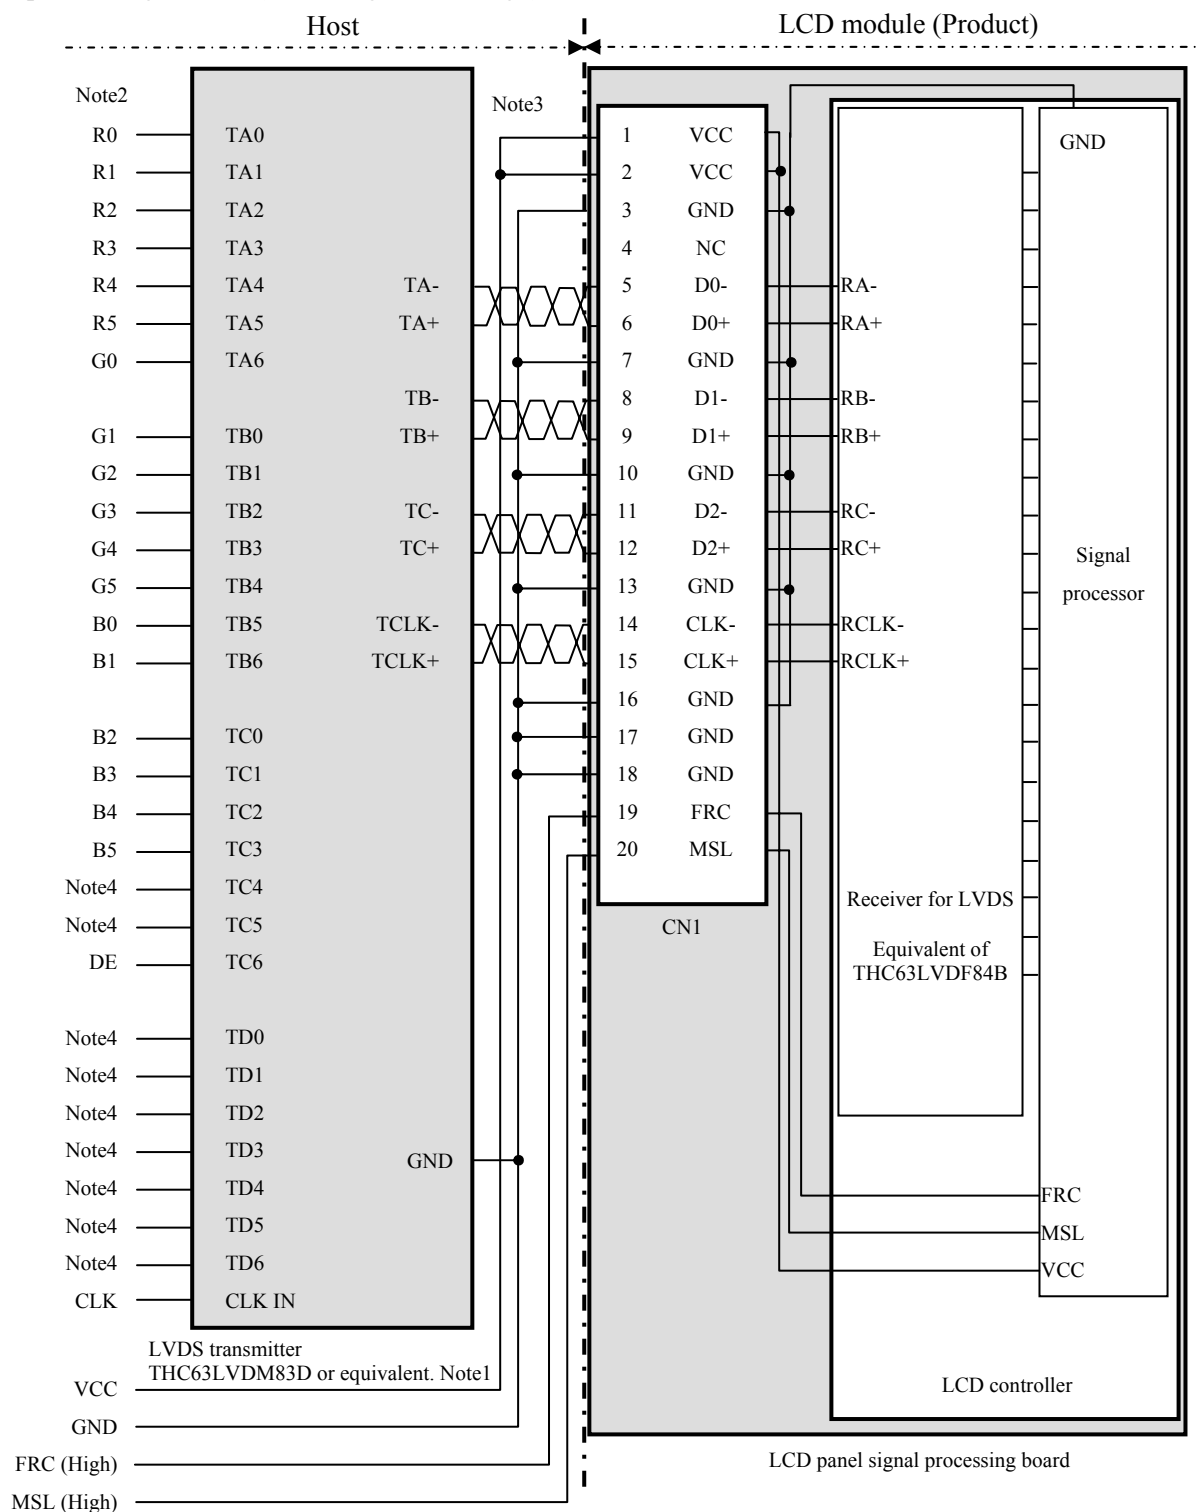 Host
LCD module (Product)
Note2
Note3
R0 TA0
R1 TA1
R2 TA2
R3 TA3
R4 TA4 TA-
R5 TA5 TA+
G0 TA6
TB-
G1 TB0 TB+
G2 TB1
G3 TB2 TC-
G4 TB3 TC+
G5 TB4
B0 TB5 TCLK-
B1 TB6 TCLK+
B2 TC0
B3 TC1
B4 TC2
B5 TC3
Note4 TC4
Note4 TC5
DE TC6
Note4 TD0
Note4 TD1
Note4 TD2
Note4 TD3
GND
Note4 TD4
Note4 TD5
Note4 TD6
CLK CLK IN
LVDS transmitter
THC63LVDM83D or equivalent. Note1
VCC
GND
FRC (High)
MSL (High)
1 VCC
2 VCC
3 GND
4 NC
5 D0- RA-
6 D0+ RA+
7 GND
8 D1- RB-
9 D1+ RB+
10 GND
11 D2- RC-
12 D2+ RC+
13 GND
14 CLK- RCLK-
15 CLK+ RCLK+
16 GND
17 GND
18 GND
19 FRC
20 MSL
CN1
Receiver for LVDS
Equivalent of
THC63LVDF84B
GND
Signal
processor
FRC
MSL
VCC
LCD controller
LCD panel signal processing board